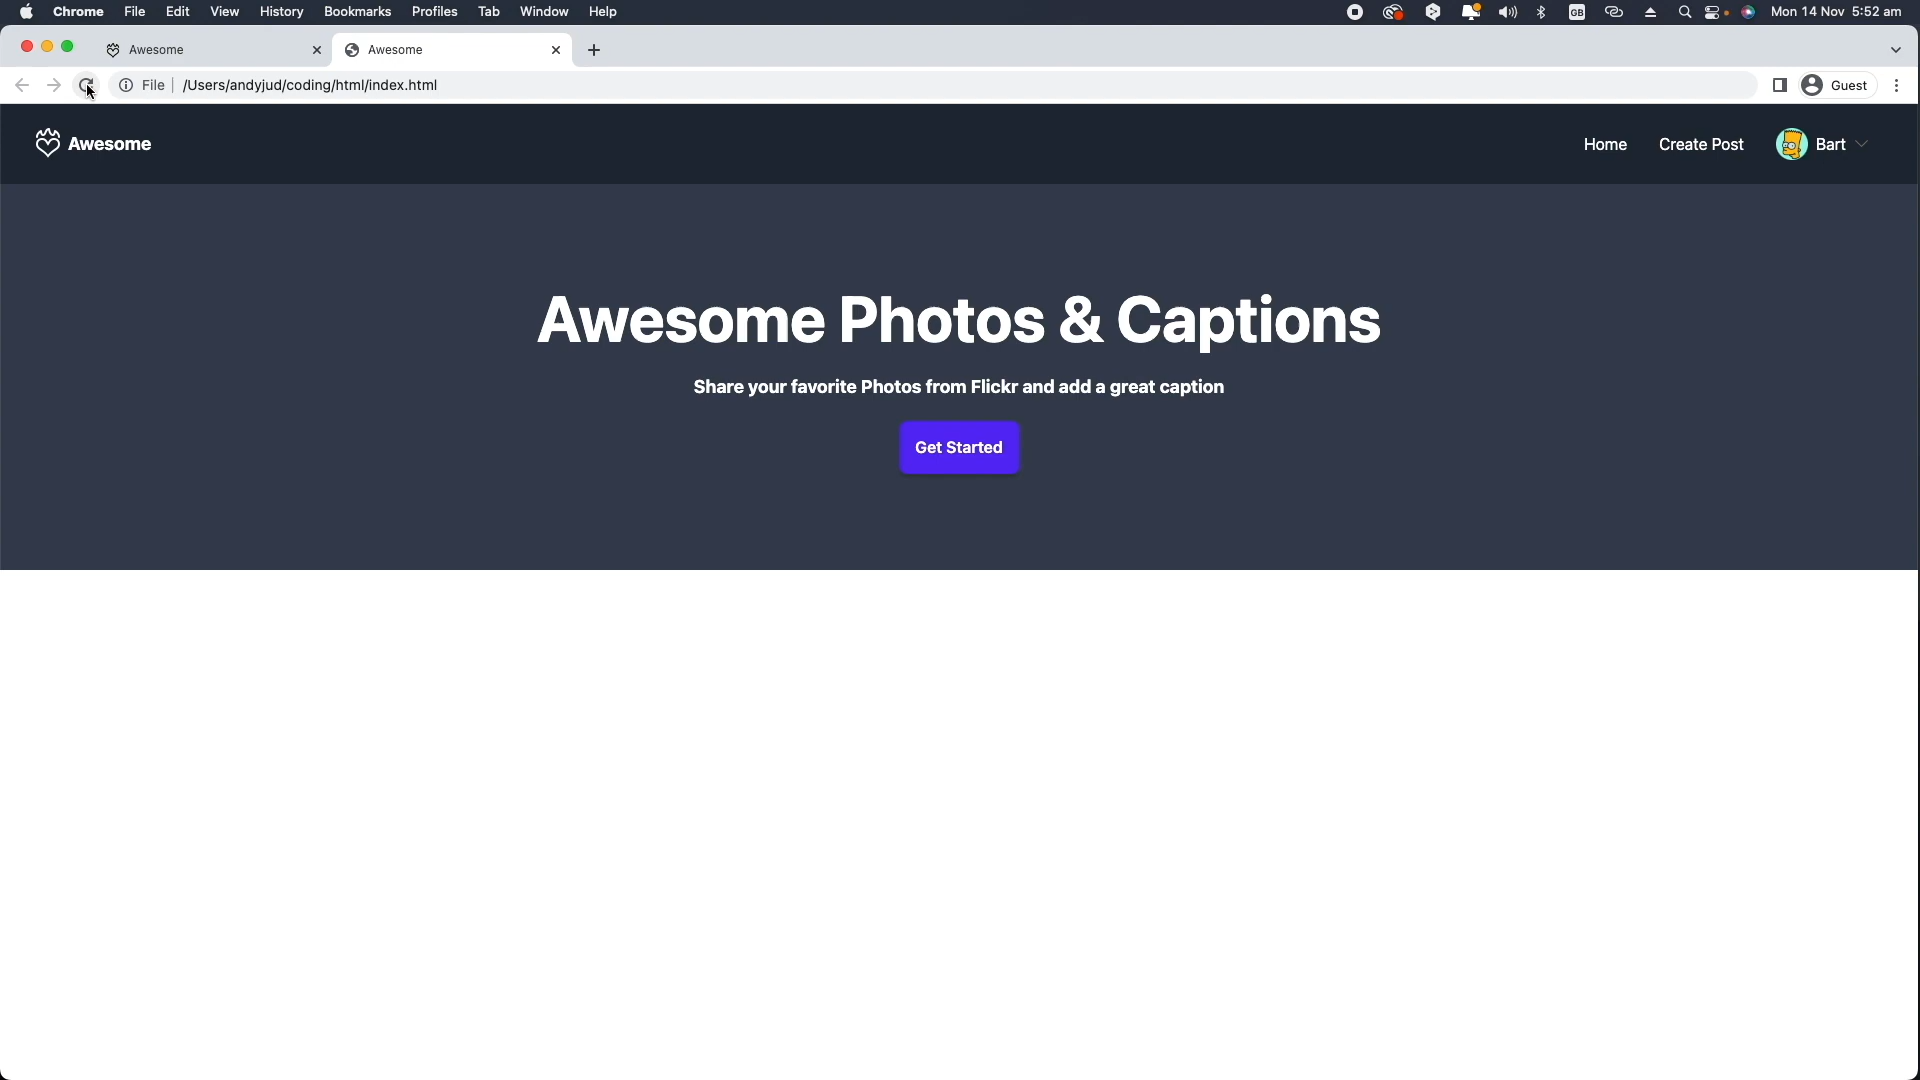 Chrome File Edit View History Bookmarks Profiles Tab Window Help GB Mon 14 Nov 5:52 am
Awesome Awesome
File /Users/andyjud/coding/html/index.html Guest
Awesome Home Create Post Bart
Awesome Photos & Captions
Share your favorite Photos from Flickr and add a great caption
Get Started